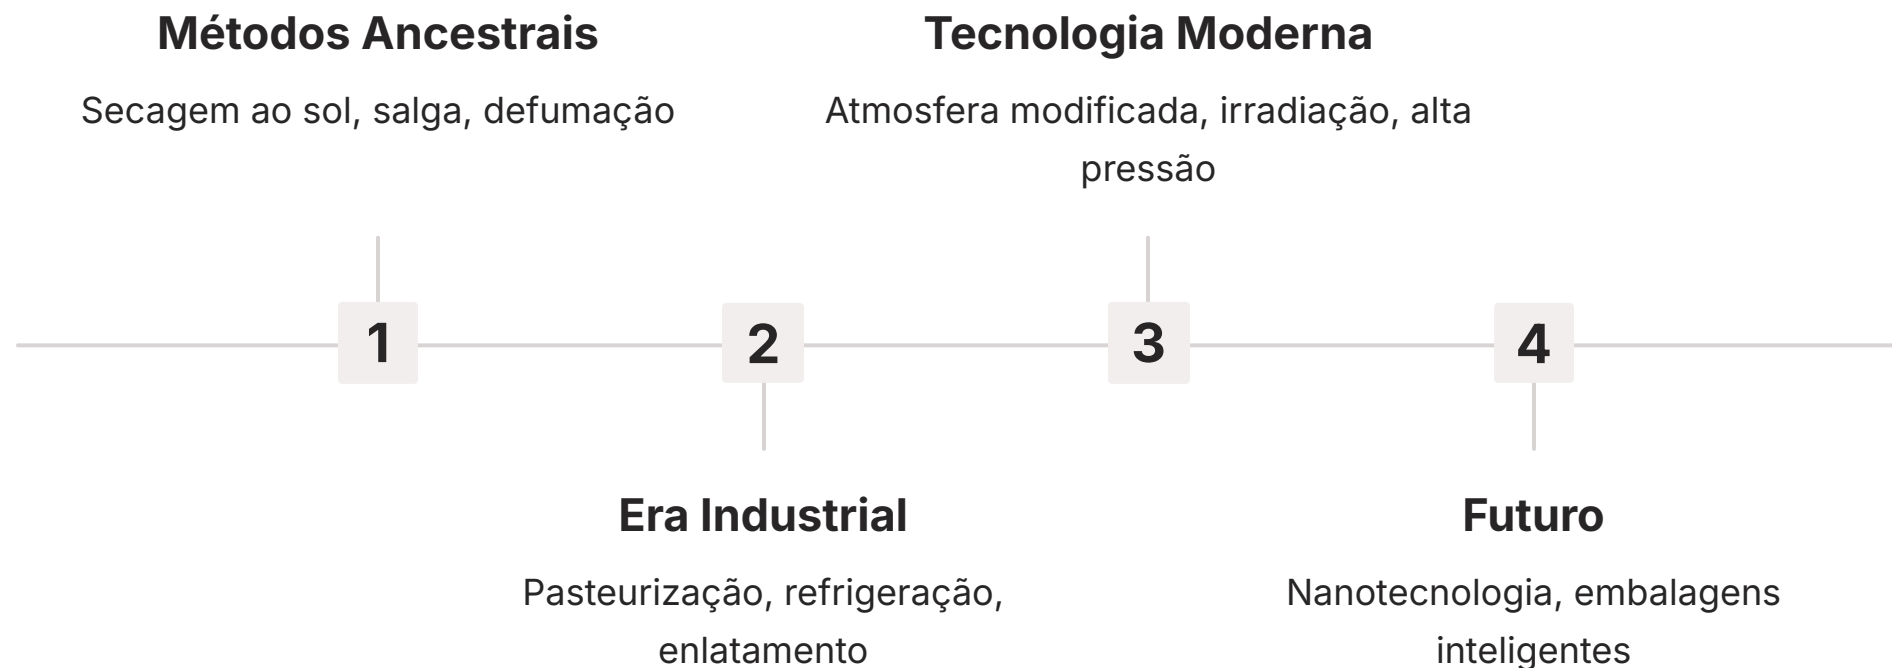 Métodos Ancestrais
Secagem ao sol, salga, defumação
Tecnologia Moderna
Atmosfera modificada, irradiação, alta
pressão
1
2
3
4
Era Industrial
Pasteurização, refrigeração,
enlatamento
Futuro
Nanotecnologia, embalagens
inteligentes